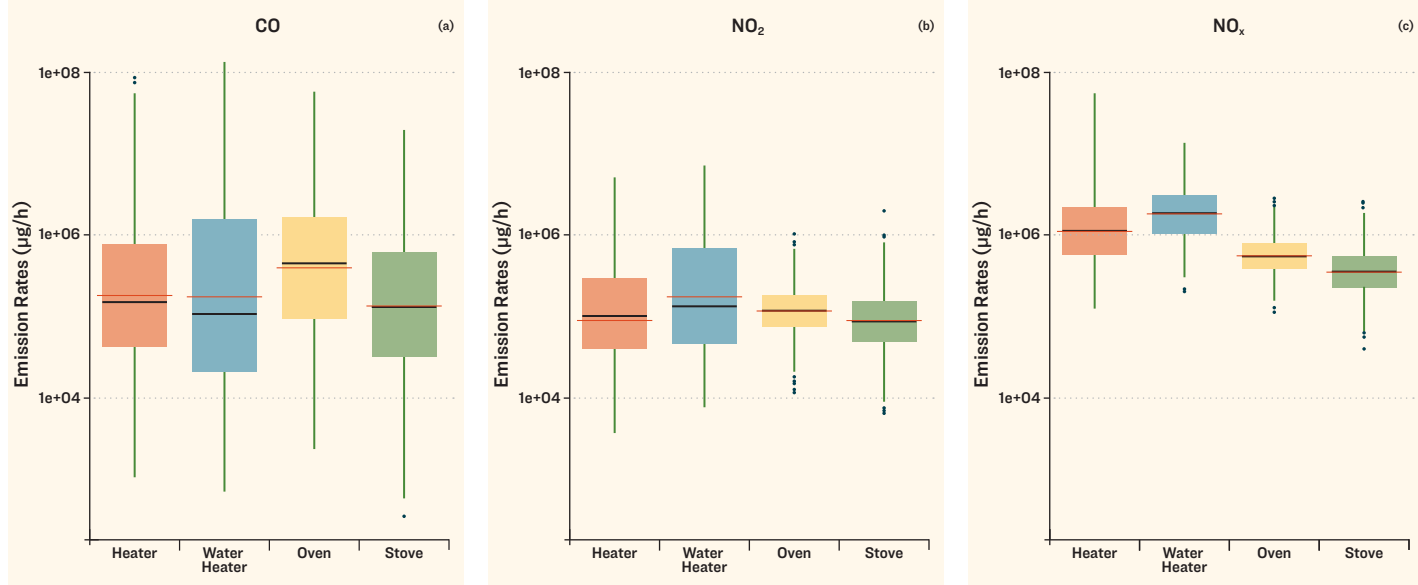 CO
(a)
Emission Rates (µg/h)
1e+08
1e+06
1e+04
Heater
Water
Heater
Oven
Stove
NO₂
(b)
Emission Rates (µg/h)
1e+08
1e+06
1e+04
Heater
Water
Heater
Oven
Stove
NOₓ
(c)
Emission Rates (µg/h)
1e+08
1e+06
1e+04
Heater
Water
Heater
Oven
Stove